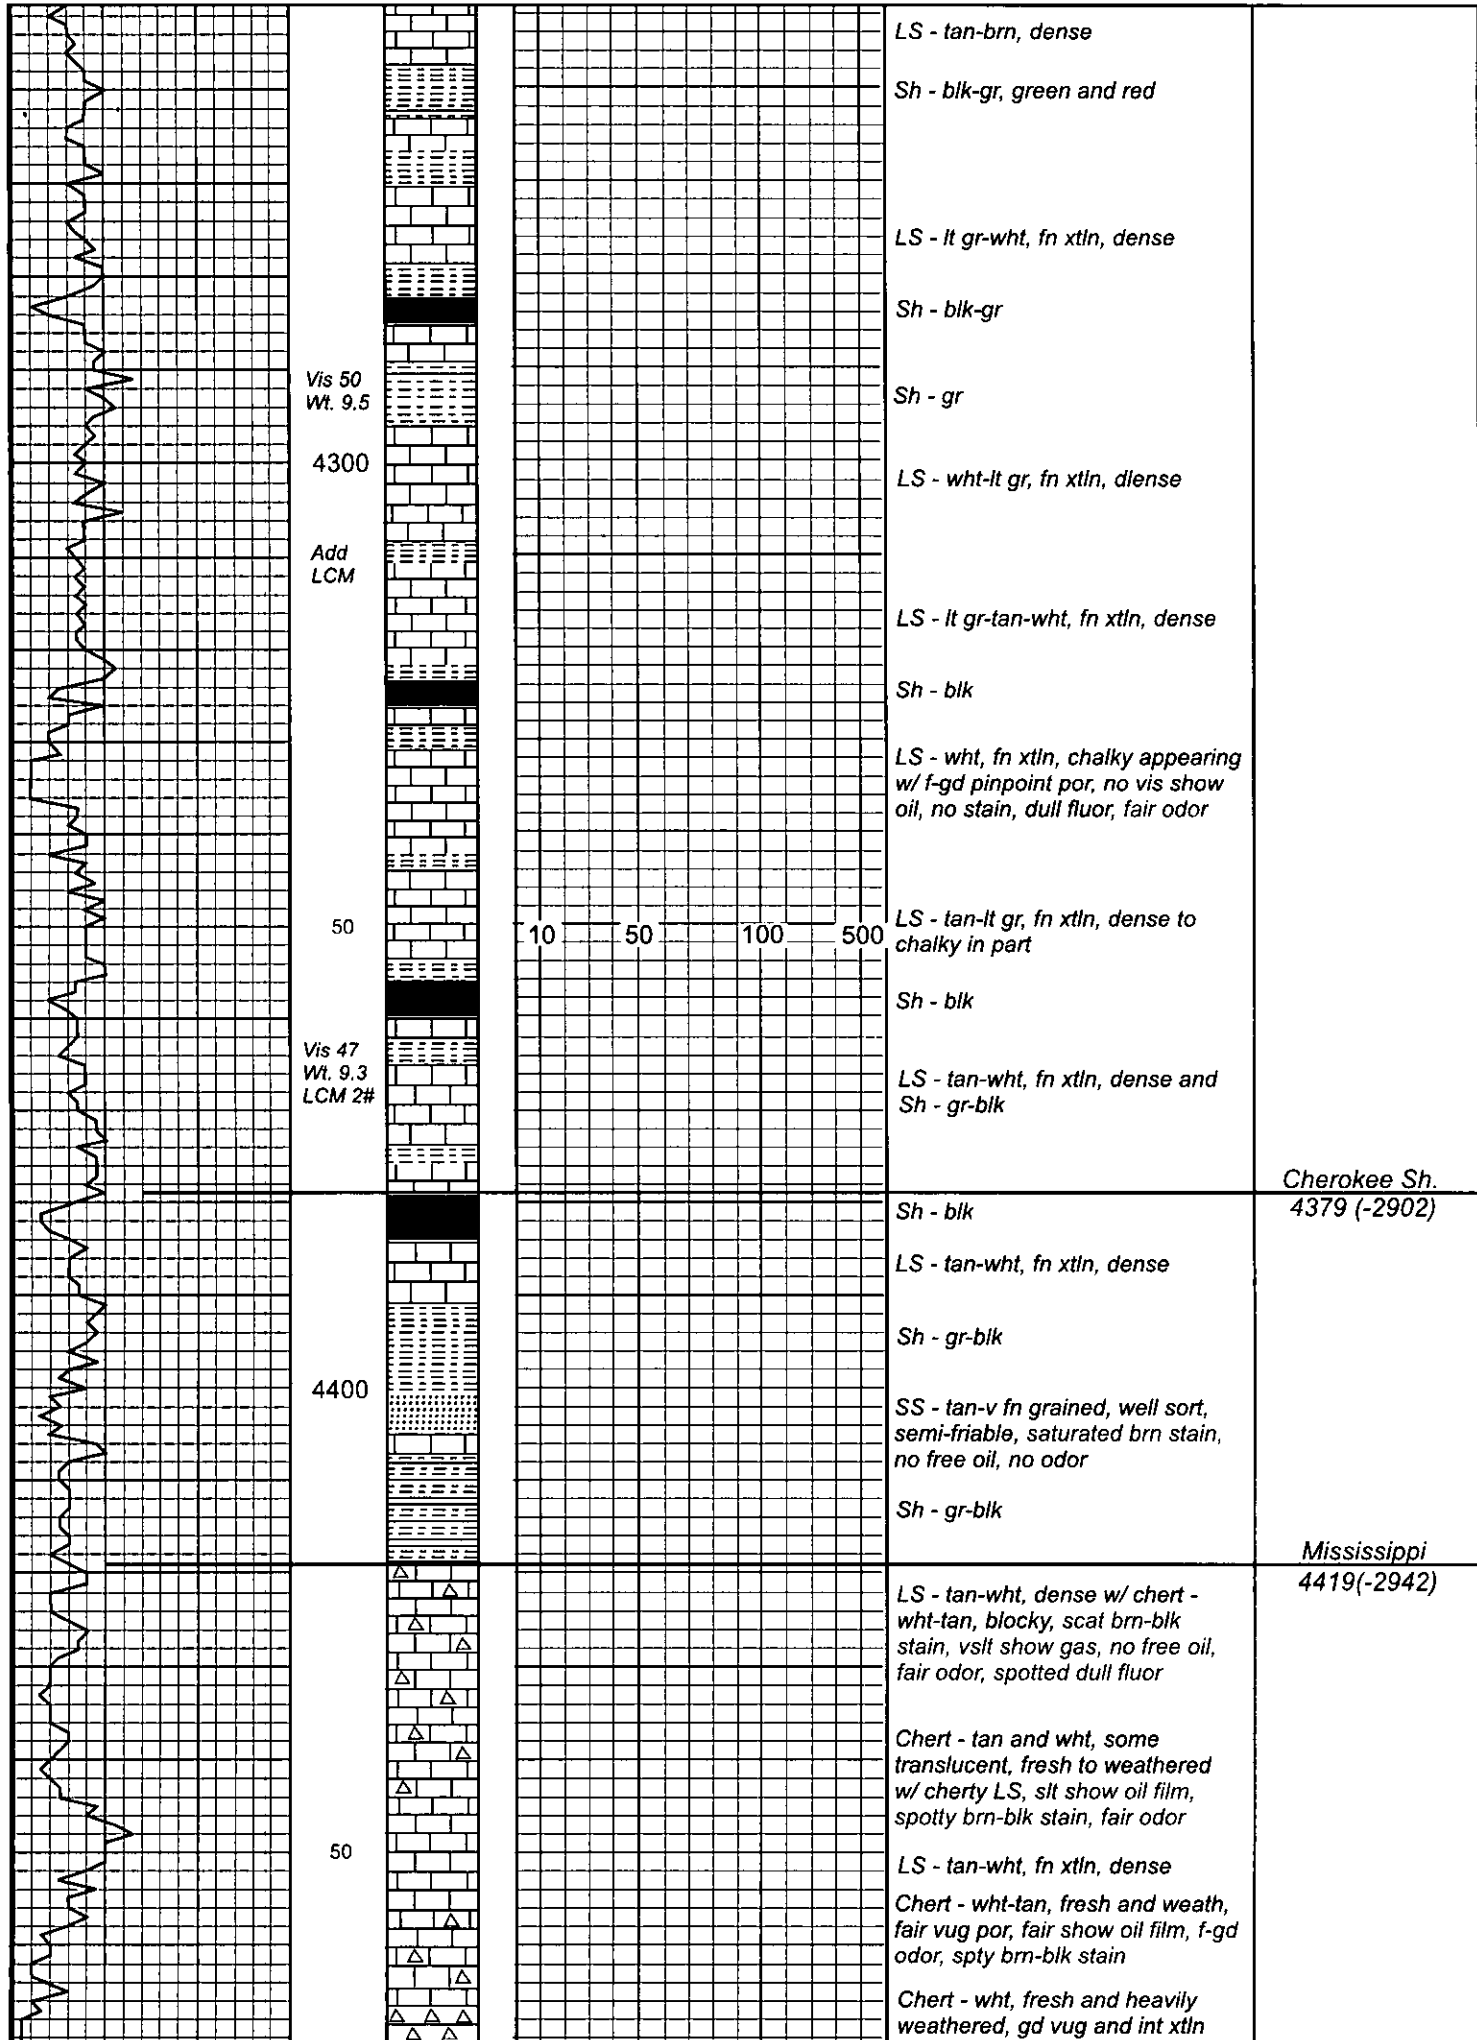 LS - tan-brn, dense
Sh - blk-gr, green and red
LS - lt gr-wht, fn xtln, dense
Sh - blk-gr
Vis 50
Wt. 9.5
Sh - gr
4300
LS - wht-lt gr, fn xtln, dlense
Add
LCM
LS - lt gr-tan-wht, fn xtln, dense
Sh - blk
LS - wht, fn xtln, chalky appearing
w/ f-gd pinpoint por, no vis show
oil, no stain, dull fluor, fair odor
50
10 50 100 500
LS - tan-lt gr, fn xtln, dense to
chalky in part
Sh - blk
Vis 47
Wt. 9.3
LCM 2#
LS - tan-wht, fn xtln, dense and
Sh - gr-blk
Cherokee Sh.
4379 (-2902)
Sh - blk
LS - tan-wht, fn xtln, dense
Sh - gr-blk
4400
SS - tan-v fn grained, well sort,
semi-friable, saturated brn stain,
no free oil, no odor
Sh - gr-blk
Mississippi
4419(-2942)
LS - tan-wht, dense w/ chert -
wht-tan, blocky, scat brn-blk
stain, vslt show gas, no free oil,
fair odor, spotted dull fluor
Chert - tan and wht, some
translucent, fresh to weathered
w/ cherty LS, slt show oil film,
spotty brn-blk stain, fair odor
50
LS - tan-wht, fn xtln, dense
Chert - wht-tan, fresh and weath,
fair vug por, fair show oil film, f-gd
odor, spty brn-blk stain
Chert - wht, fresh and heavily
weathered, gd vug and int xtln